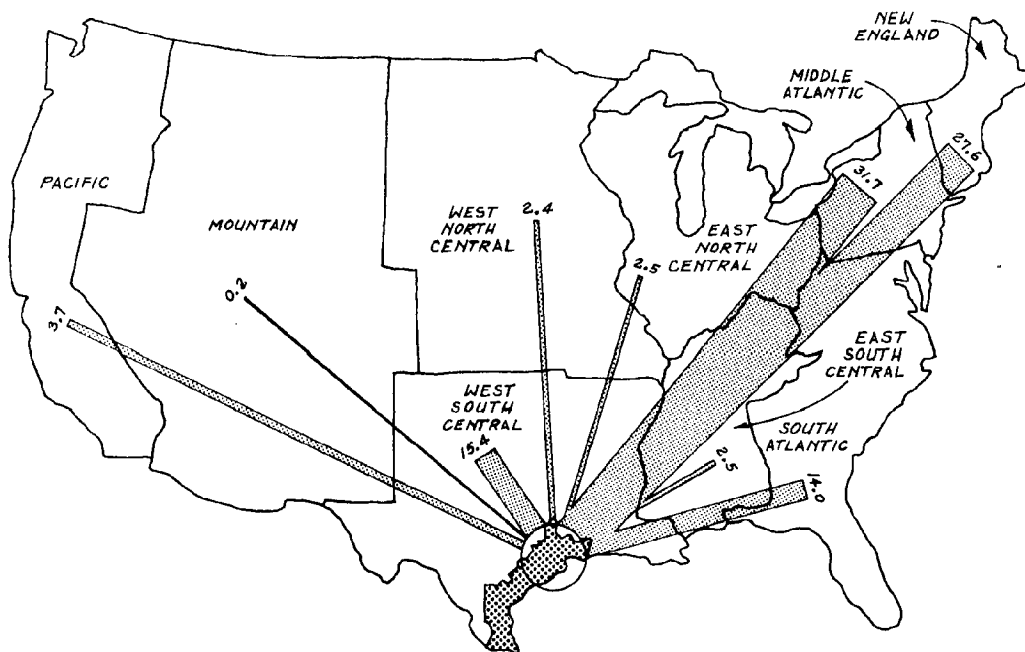 NEW
ENGLAND
MIDDLE
ATLANTIC
27.6
31.7
PACIFIC
MOUNTAIN
WEST
NORTH
CENTRAL
2.4
EAST
NORTH
CENTRAL
2.5
0.2
3.7
EAST
SOUTH
CENTRAL
WEST
SOUTH
CENTRAL
15.4
SOUTH
ATLANTIC
2.5
14.0